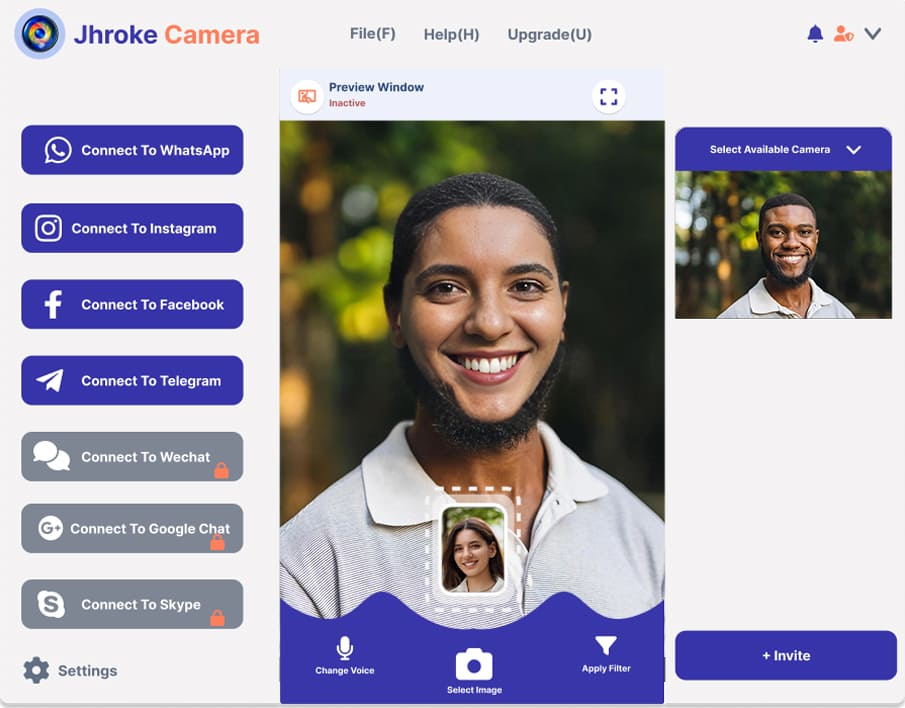 Jhroke Camera
File(F)
Help(H)
Upgrade(U)
Preview Window
Inactive
Connect To WhatsApp
Connect To Instagram
Connect To Facebook
Connect To Telegram
Connect To Wechat
G+
Connect To Google Chat
S
Connect To Skype
Settings
Change Voice
Select Image
Apply Filter
Select Available Camera
+ Invite